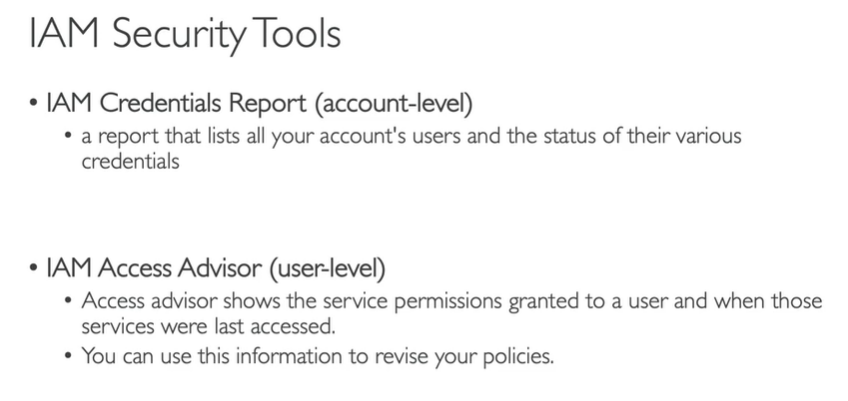 IAM Security Tools
• IAM Credentials Report (account-level)
• a report that lists all your account's users and the status of their various
credentials
• IAM Access Advisor (user-level)
• Access advisor shows the service permissions granted to a user and when those
services were last accessed.
• You can use this information to revise your policies.